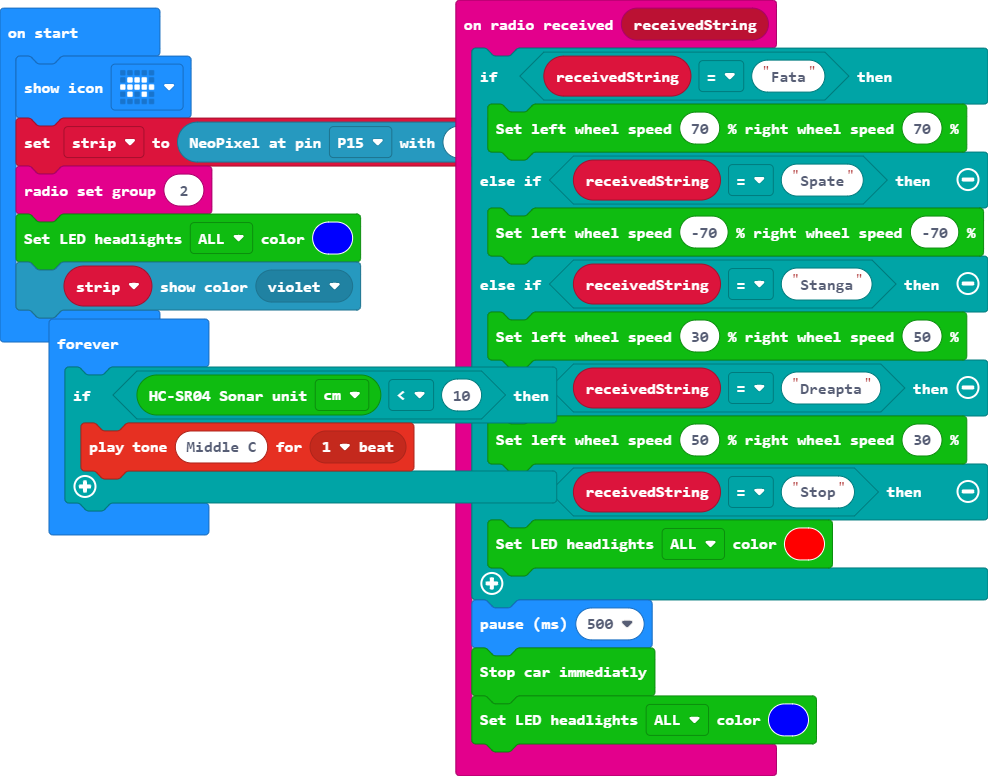 on start
show icon
set strip to NeoPixel at pin P15 with
radio set group 2
Set LED headlights ALL color
strip show color violet
forever
if HC-SR04 Sonar unit cm < 10 then
play tone Middle C for 1 beat
on radio received receivedString
if receivedString = "Fata" then
Set left wheel speed 70 % right wheel speed 70 %
else if receivedString = "Spate" then
Set left wheel speed -70 % right wheel speed -70 %
else if receivedString = "Stanga" then
Set left wheel speed 30 % right wheel speed 50 %
receivedString = "Dreapta" then
Set left wheel speed 50 % right wheel speed 30 %
receivedString = "Stop" then
Set LED headlights ALL color
pause (ms) 500
Stop car immediatly
Set LED headlights ALL color